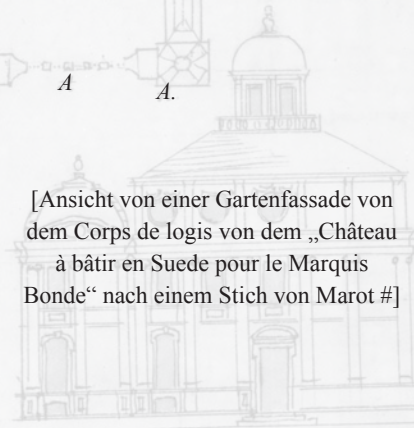 A
A.
[Ansicht von einer Gartenfassade von
dem Corps de logis von dem „Château
à bâtir en Suede pour le Marquis
Bonde“ nach einem Stich von Marot #]